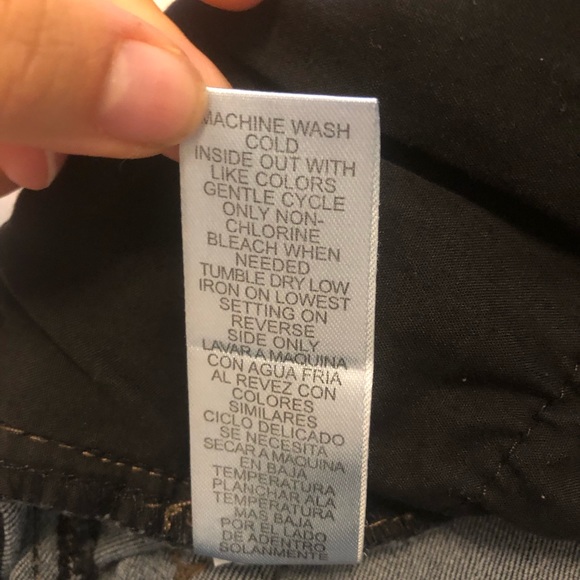 MACHINE WASH
COLD
INSIDE OUT WITH
LIKE COLORS
GENTLE CYCLE
ONLY NON-
CHLORINE
BLEACH WHEN
NEEDED
TUMBLE DRY LOW
IRON ON LOWEST
SETTING ON
REVERSE
SIDE ONLY
LAVAR A MAQUINA
CON AGUA FRIA
AL REVEZ CON
COLORES
SIMILARES
CICLO DELICADO
SE NECESITA
SECAR A MAQUINA
EN BAJA
TEMPERATURA
PLANCHAR ALA
TEMPERATURA
MAS BAJA
POR EL LADO
DE ADENTRO
SOLANMENTE